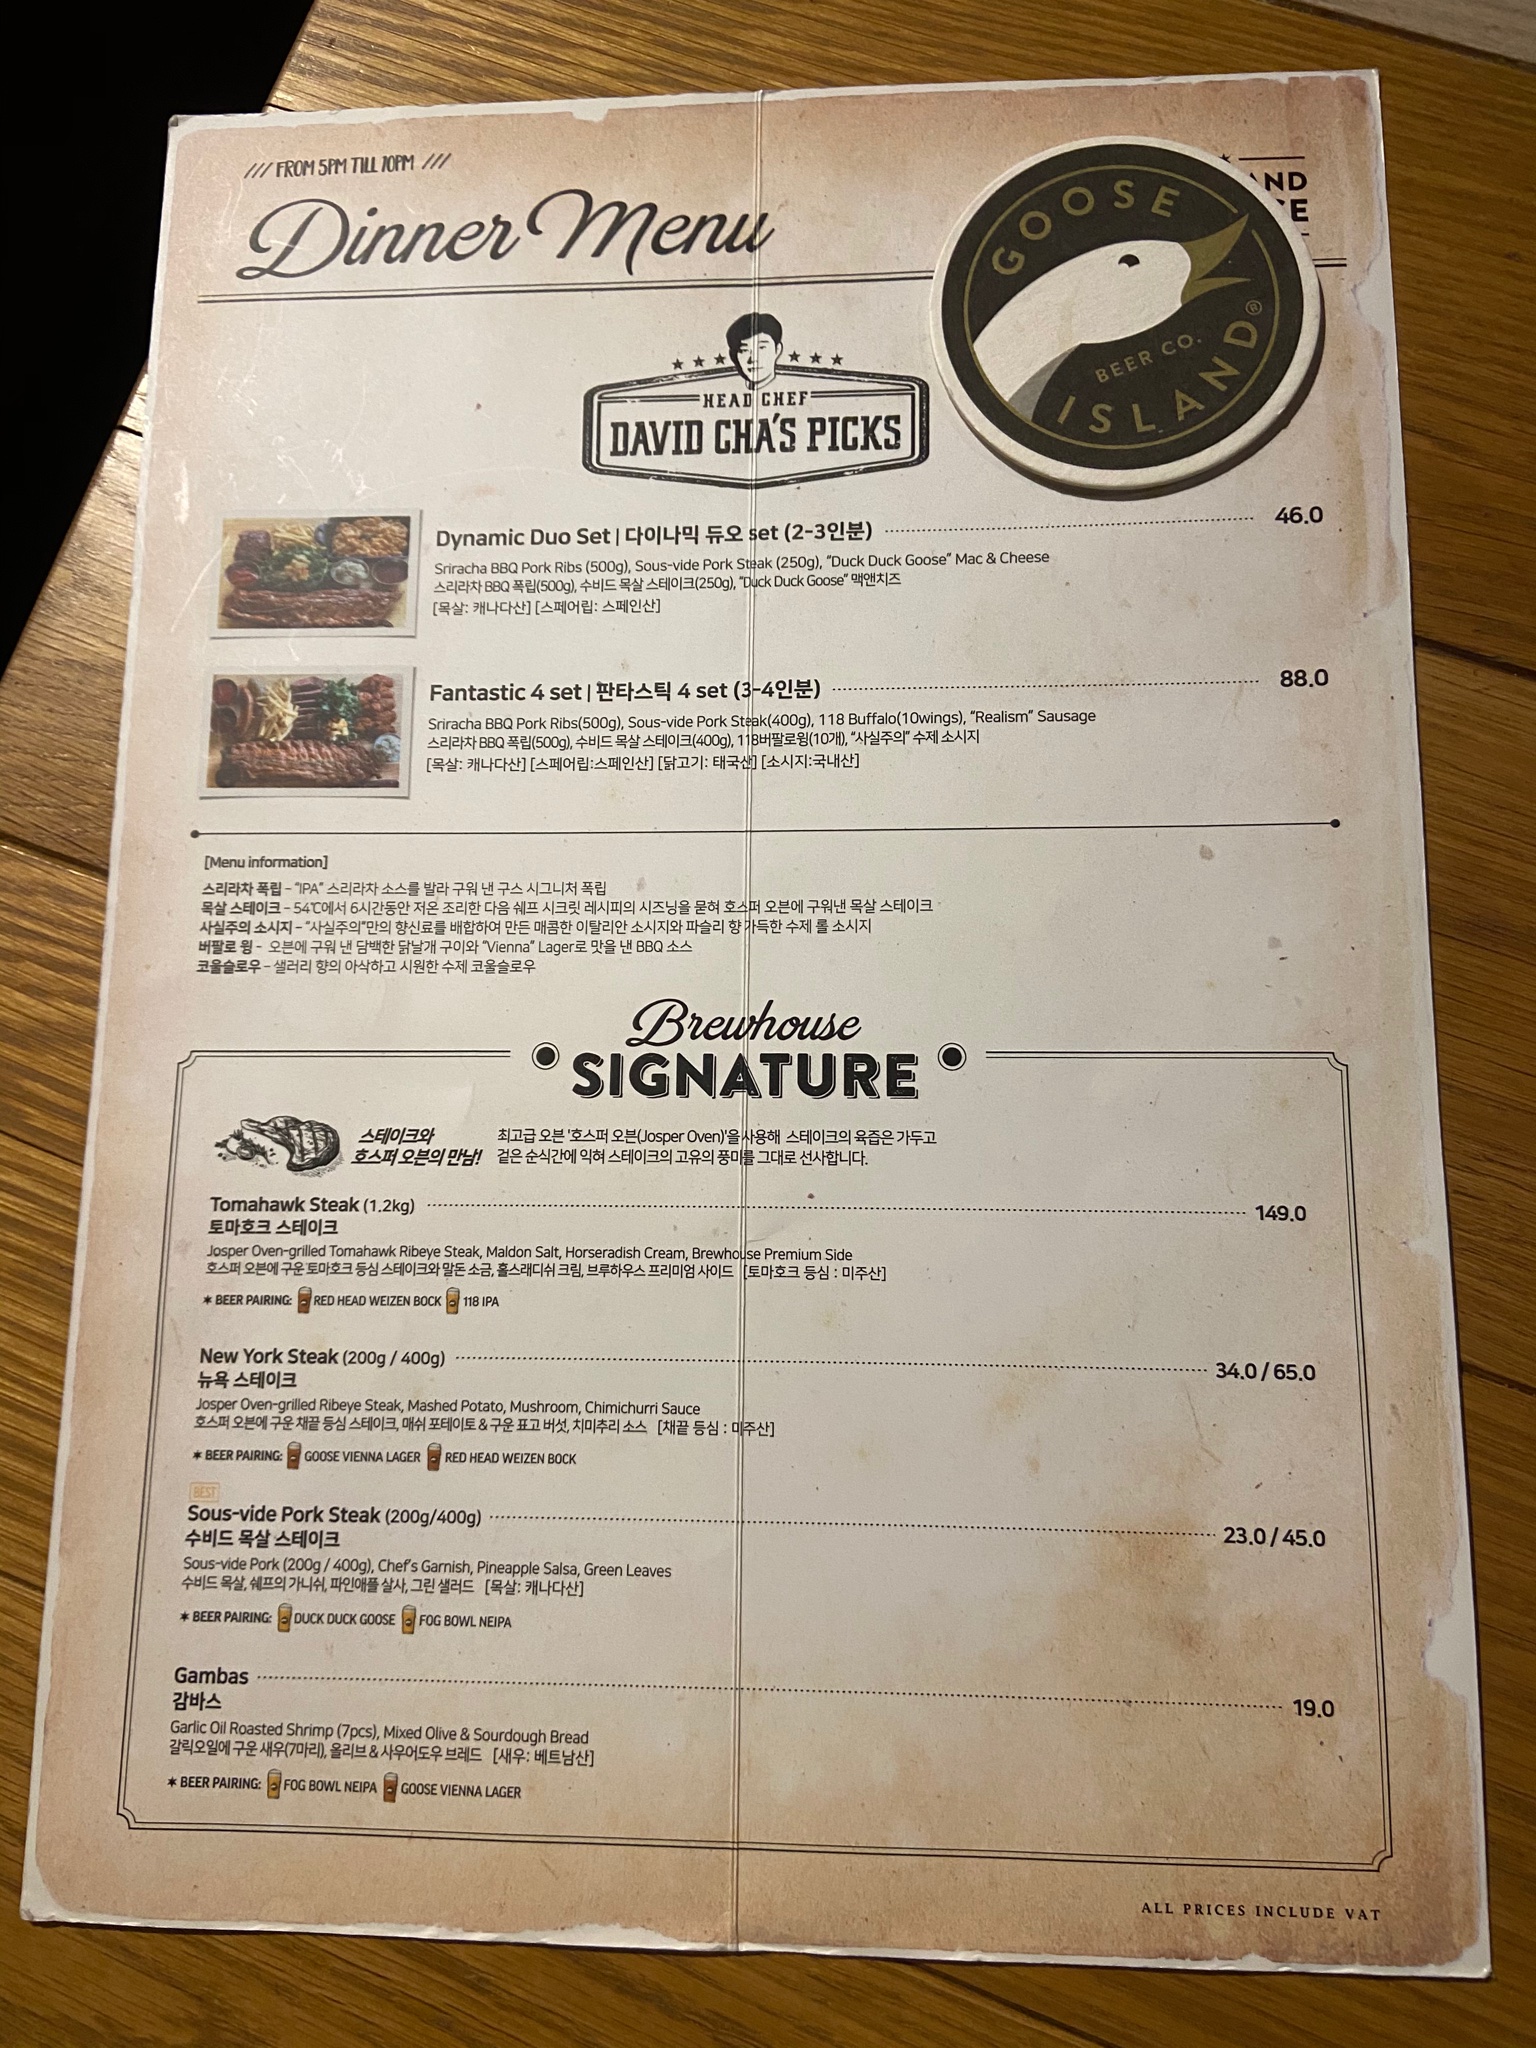 /// FROM 5PM TILL 10PM ///
Dinner Menu
AND
GOOSE
BEER CO.
ISLAND®
HEAD CHEF
DAVID CHA'S PICKS
Dynamic Duo Set | 다이나믹 듀오 set (2-3인분) 46.0
Sriracha BBQ Pork Ribs (500g), Sous-vide Pork Steak (250g), "Duck Duck Goose" Mac & Cheese
스리라차 BBQ 폭립(500g), 수비드 목살 스테이크(250g), "Duck Duck Goose" 맥앤치즈
[목살: 캐나다산] [스페어립: 스페인산]
Fantastic 4 set | 판타스틱 4 set (3-4인분) 88.0
Sriracha BBQ Pork Ribs(500g), Sous-vide Pork Steak(400g), 118 Buffalo(10wings), "Realism" Sausage
스리라차 BBQ 폭립(500g), 수비드 목살 스테이크(400g), 118버팔로윙(10개), "사실주의" 수제 소시지
[목살: 캐나다산] [스페어립:스페인산] [닭고기: 태국산] [소시지:국내산]
[Menu information]
스리라차 폭립 – "IPA" 스리라차 소스를 발라 구워 낸 구스 시그니처 폭립
목살 스테이크 – 54℃에서 6시간동안 저온 조리한 다음 쉐프 시크릿 레시피의 시즈닝을 묻혀 호스퍼 오븐에 구워낸 목살 스테이크
사실주의 소시지 – "사실주의"만의 향신료를 배합하여 만든 매콤한 이탈리안 소시지와 파슬리 향 가득한 수제 롤 소시지
버팔로 윙 – 오븐에 구워 낸 담백한 닭날개 구이와 "Vienna" Lager로 맛을 낸 BBQ 소스
코울슬로우 – 샐러리 향의 아삭하고 시원한 수제 코울슬로우
Brewhouse
SIGNATURE
스테이크와
호스퍼 오븐의 만남!
최고급 오븐 '호스퍼 오븐(Josper Oven)'을 사용해 스테이크의 육즙은 가두고
겉은 순식간에 익혀 스테이크의 고유의 풍미를 그대로 선사합니다.
Tomahawk Steak (1.2kg) 149.0
토마호크 스테이크
Josper Oven-grilled Tomahawk Ribeye Steak, Maldon Salt, Horseradish Cream, Brewhouse Premium Side
호스퍼 오븐에 구운 토마호크 등심 스테이크와 말돈 소금, 홀스래디쉬 크림, 브루하우스 프리미엄 사이드 [토마호크 등심 : 미주산]
✶ BEER PAIRING: RED HEAD WEIZEN BOCK 118 IPA
New York Steak (200g / 400g) 34.0 / 65.0
뉴욕 스테이크
Josper Oven-grilled Ribeye Steak, Mashed Potato, Mushroom, Chimichurri Sauce
호스퍼 오븐에 구운 채끝 등심 스테이크, 매쉬 포테이토 & 구운 표고 버섯, 치미추리 소스 [채끝 등심 : 미주산]
✶ BEER PAIRING: GOOSE VIENNA LAGER RED HEAD WEIZEN BOCK
BEST
Sous-vide Pork Steak (200g/400g) 23.0 / 45.0
수비드 목살 스테이크
Sous-vide Pork (200g / 400g), Chef's Garnish, Pineapple Salsa, Green Leaves
수비드 목살, 쉐프의 가니쉬, 파인애플 살사, 그린 샐러드 [목살: 캐나다산]
✶ BEER PAIRING: DUCK DUCK GOOSE FOG BOWL NEIPA
Gambas 19.0
감바스
Garlic Oil Roasted Shrimp (7pcs), Mixed Olive & Sourdough Bread
갈릭오일에 구운 새우(7마리), 올리브 & 사우어도우 브레드 [새우: 베트남산]
✶ BEER PAIRING: FOG BOWL NEIPA GOOSE VIENNA LAGER
ALL PRICES INCLUDE VAT